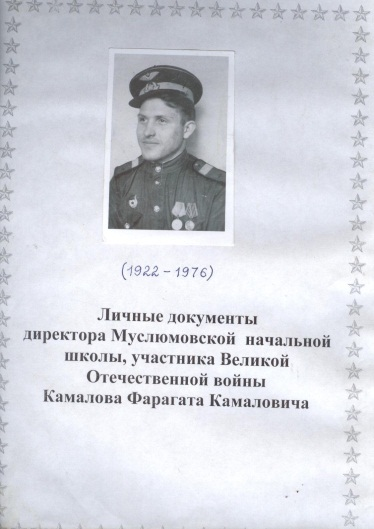 (1922 - 1976)
Личные документы
директора Муслюмовской начальной
школы, участника Великой
Отечественной войны
Камалова Фарагата Камаловича